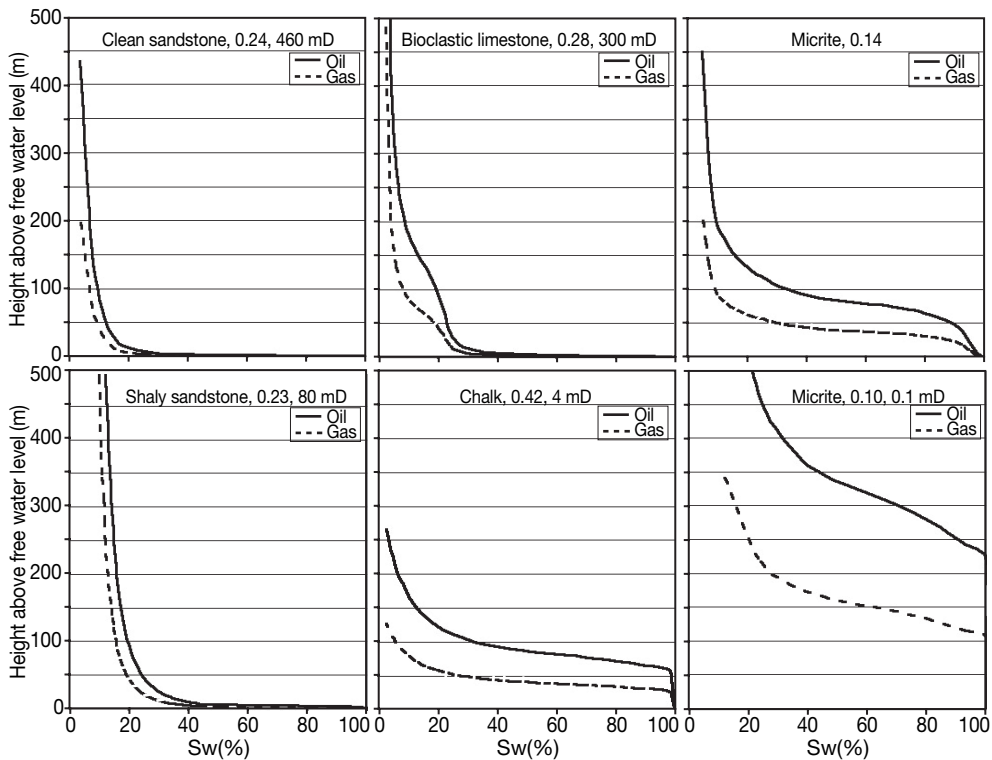 Height above free water level (m)
500
400
300
200
100
0
Clean sandstone, 0.24, 460 mD
Oil
Gas
Bioclastic limestone, 0.28, 300 mD
Oil
Gas
Micrite, 0.14
Oil
Gas
Height above free water level (m)
500
400
300
200
100
0
Shaly sandstone, 0.23, 80 mD
Oil
Gas
Chalk, 0.42, 4 mD
Oil
Gas
Micrite, 0.10, 0.1 mD
Oil
Gas
0 20 40 60 80 100
0 20 40 60 80 100
0 20 40 60 80 100
Sw(%)
Sw(%)
Sw(%)